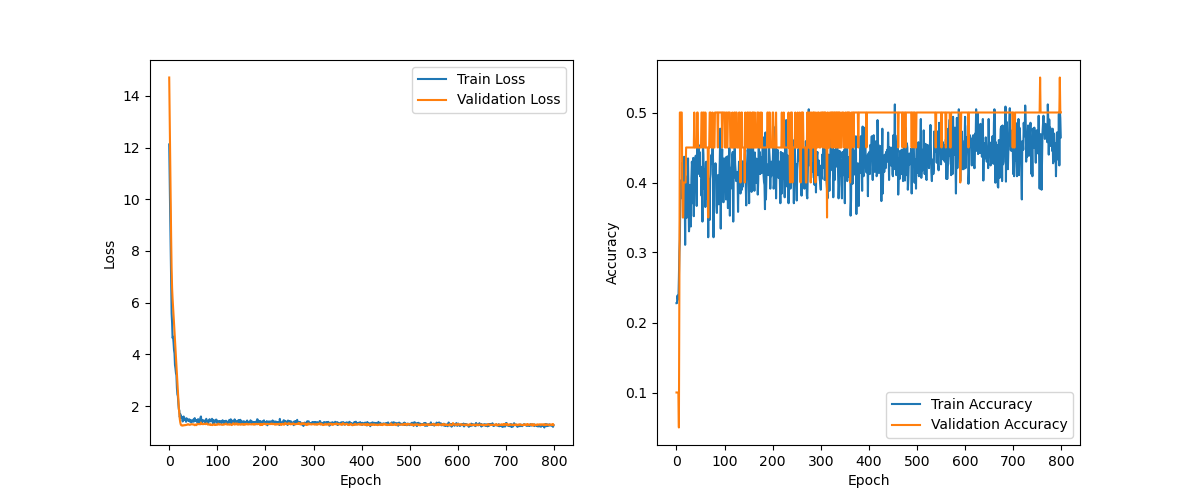 Train Loss
Validation Loss
14
12
10
8
6
4
2
Loss
0 100 200 300 400 500 600 700 800
Epoch
0.5
0.4
0.3
0.2
0.1
Accuracy
Train Accuracy
Validation Accuracy
0 100 200 300 400 500 600 700 800
Epoch